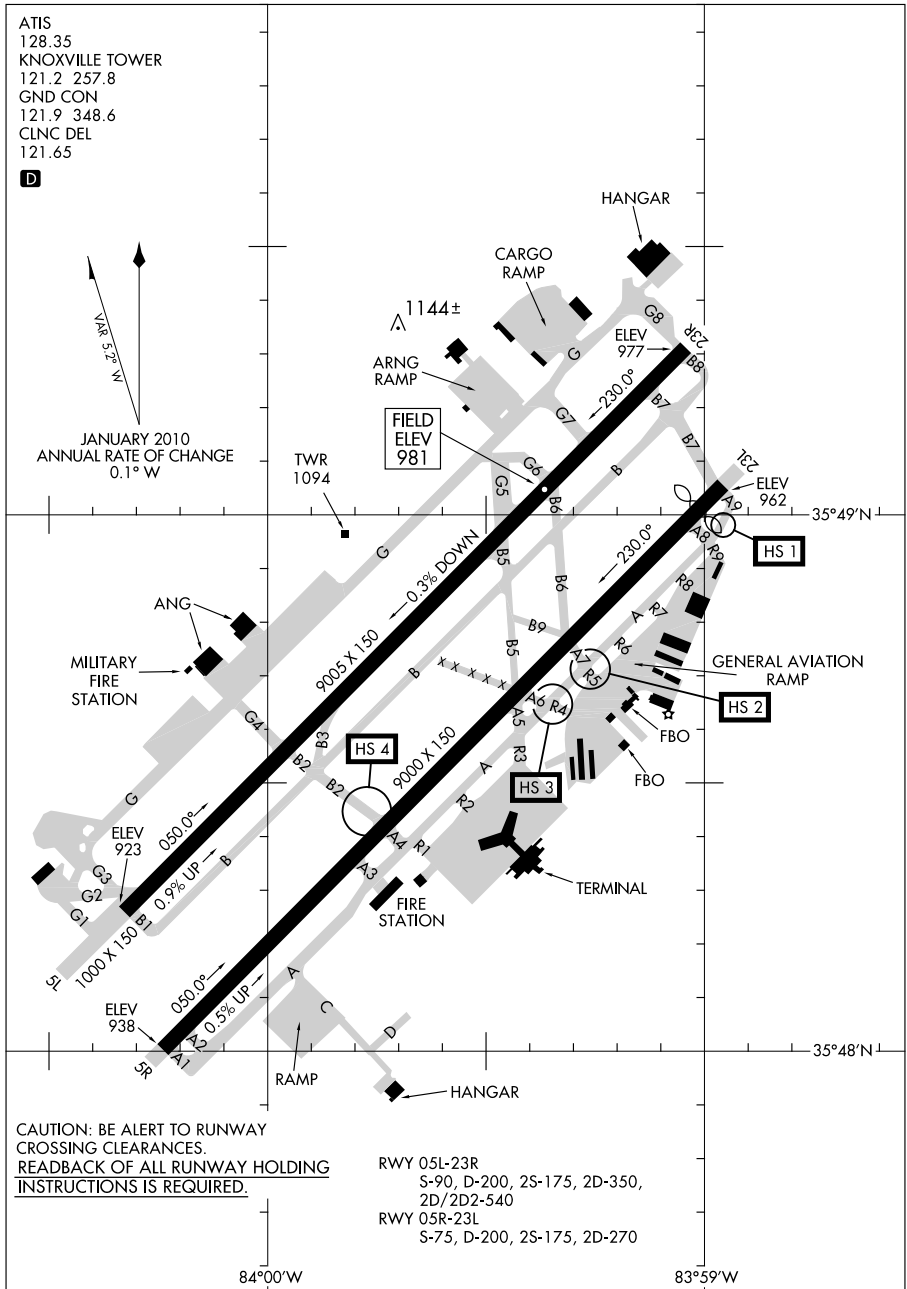 ATIS
128.35
KNOXVILLE TOWER
121.2 257.8
GND CON
121.9 348.6
CLNC DEL
121.65
D
VAR 5.2° W
JANUARY 2010
ANNUAL RATE OF CHANGE
0.1° W
HANGAR
CARGO
RAMP
1144±
ARNG
RAMP
G8
G
ELEV
977
23R
B8
230.0°
G7
B7
B7
FIELD
ELEV
981
TWR
1094
G6
G5
B
B6
23L
ELEV
962
A9
35°49'N
HS 1
A8
R9
230.0°
G
0.3% DOWN
B5
B6
R8
R7
A
R6
B9
ANG
MILITARY
FIRE
STATION
9005 X 150
B
B5
X X X X X
A7
R5
GENERAL AVIATION
RAMP
HS 2
A6
R4
A5
G4
B3
HS 4
9000 X 150
FBO
FBO
R3
HS 3
A
B2
B2
R2
G
050.0°
A4
R1
ELEV
923
0.9% UP
B
A3
G3
G2
G1
B1
TERMINAL
FIRE
STATION
1000 X 150
5L
050.0°
0.5% UP
A
ELEV
938
C
D
A2
A1
5R
35°48'N
RAMP
HANGAR
CAUTION: BE ALERT TO RUNWAY
CROSSING CLEARANCES.
READBACK OF ALL RUNWAY HOLDING
INSTRUCTIONS IS REQUIRED.
RWY 05L-23R
S-90, D-200, 2S-175, 2D-350,
2D/2D2-540
RWY 05R-23L
S-75, D-200, 2S-175, 2D-270
84°00'W
83°59'W